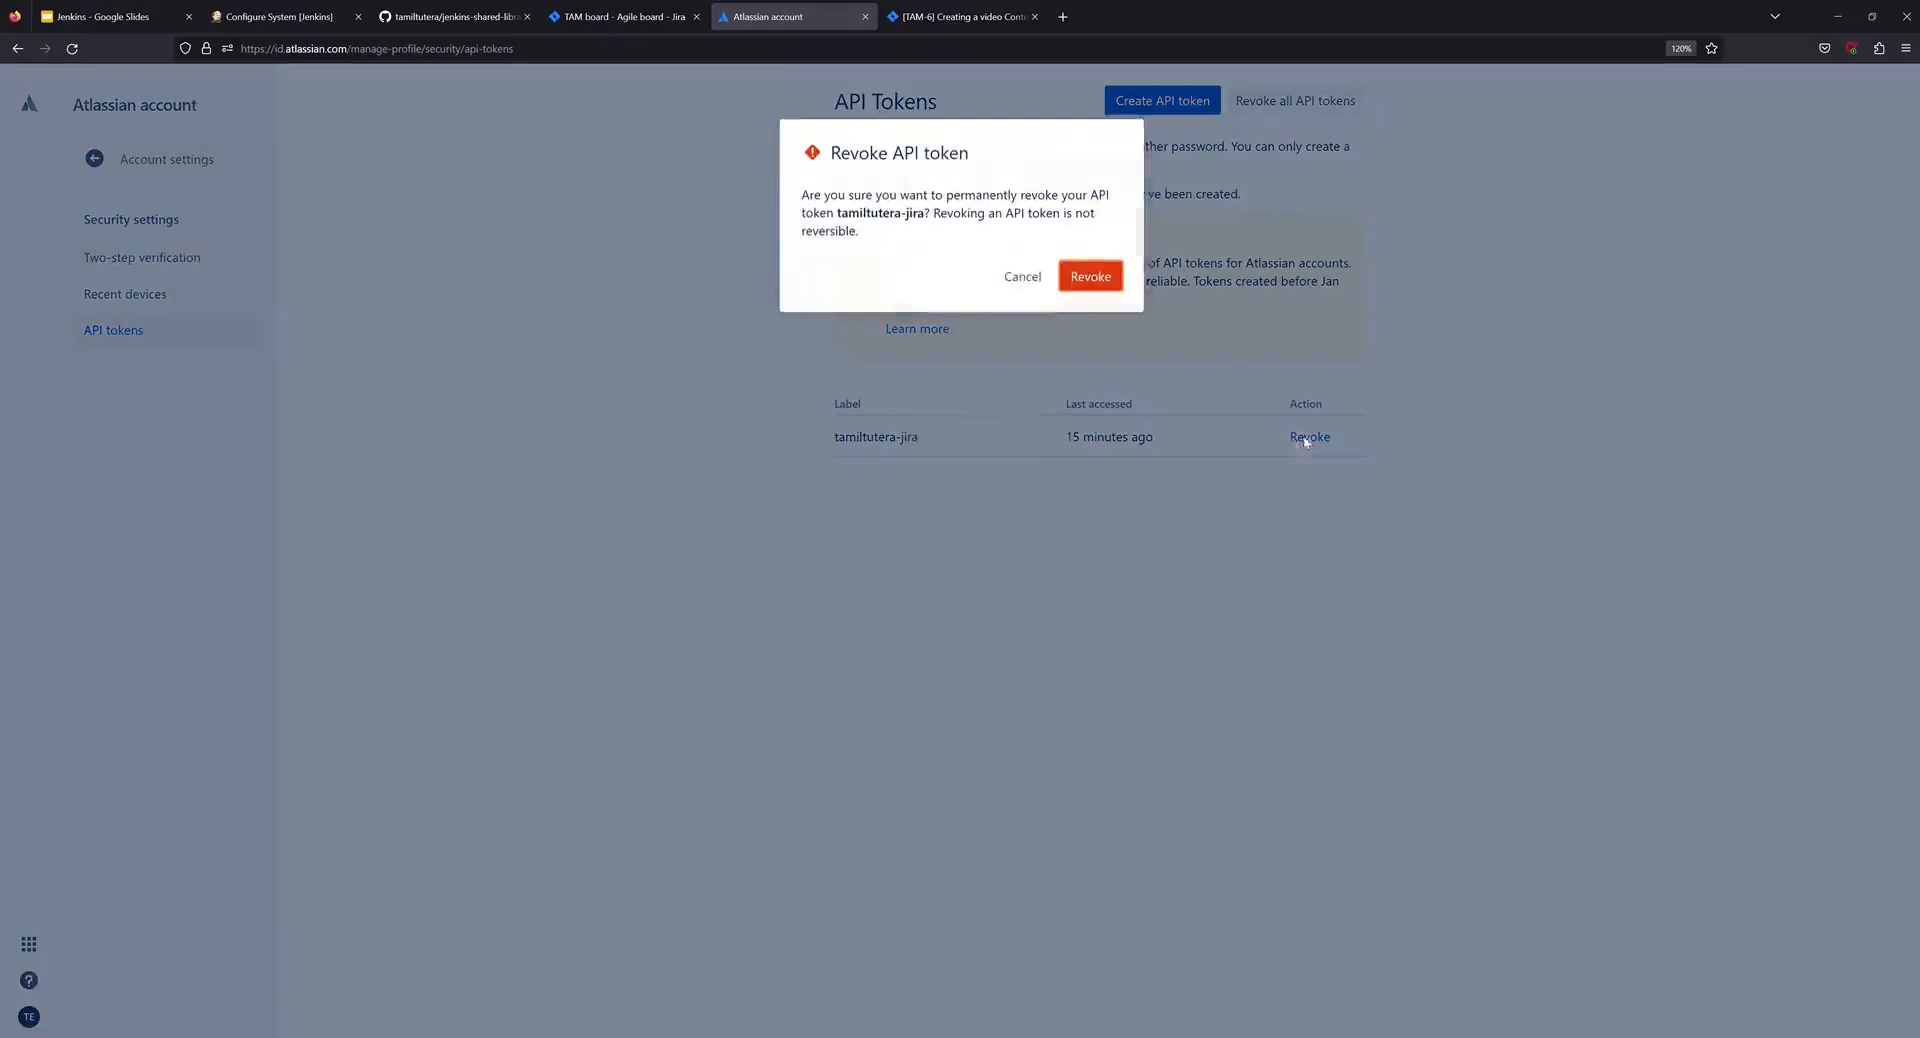 Jenkins - Google Slides
Configure System [Jenkins]
tamiltutera/jenkins-shared-libra
TAM board - Agile board - Jira
Atlassian account
[TAM-6] Creating a video Conte
https://id.atlassian.com/manage-profile/security/api-tokens
120%
Atlassian account
Account settings
Security settings
Two-step verification
Recent devices
API tokens
API Tokens
Create API token
Revoke all API tokens
ther password. You can only create a
ve been created.
of API tokens for Atlassian accounts.
reliable. Tokens created before Jan
Learn more
Revoke API token
Are you sure you want to permanently revoke your API
token tamiltutera-jira? Revoking an API token is not
reversible.
Cancel
Revoke
Label
Last accessed
Action
tamiltutera-jira
15 minutes ago
Revoke
TE